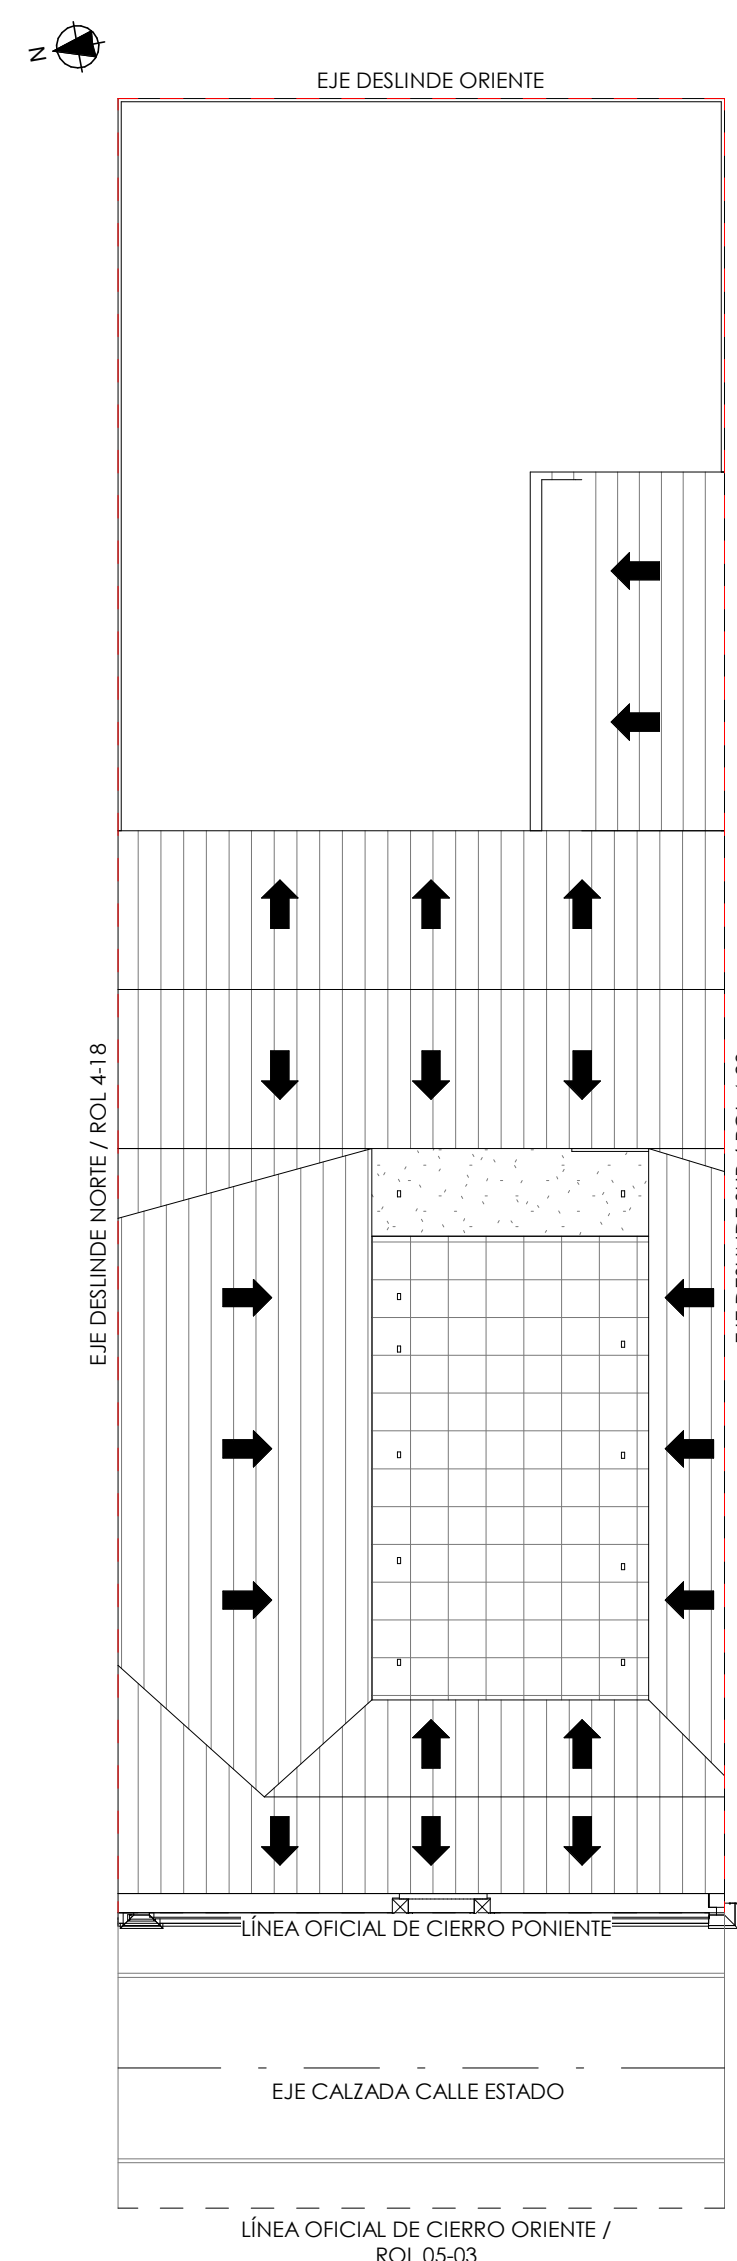 N
EJE DESLINDE ORIENTE
EJE DESLINDE NORTE / ROL 4-18
LÍNEA OFICIAL DE CIERRO PONIENTE
EJE CALZADA CALLE ESTADO
LÍNEA OFICIAL DE CIERRO ORIENTE /
ROL 05-03